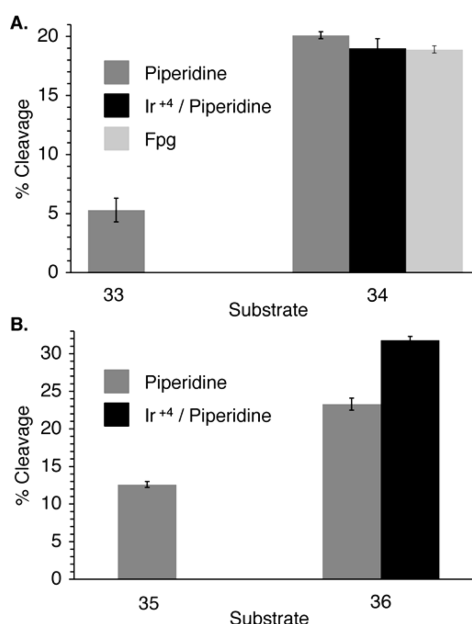 A.
20
15
10
5
0
% Cleavage
Piperidine
Ir+4 / Piperidine
Fpg
33
34
Substrate
B.
30
25
20
15
10
5
0
% Cleavage
Piperidine
Ir+4 / Piperidine
35
36
Substrate